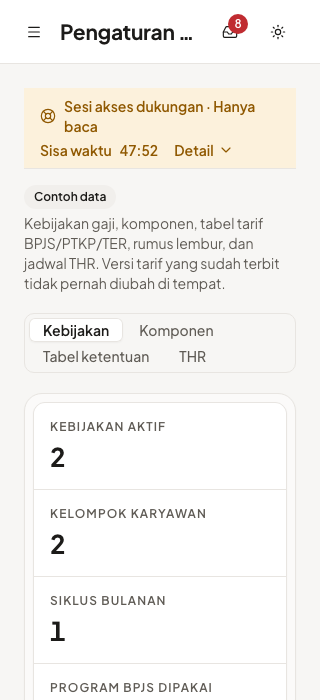 Pengaturan ...
8
Sesi akses dukungan · Hanya
baca
Sisa waktu 47:52 Detail
Contoh data
Kebijakan gaji, komponen, tabel tarif
BPJS/PTKP/TER, rumus lembur, dan
jadwal THR. Versi tarif yang sudah terbit
tidak pernah diubah di tempat.
Kebijakan Komponen
Tabel ketentuan THR
KEBIJAKAN AKTIF
2
KELOMPOK KARYAWAN
2
SIKLUS BULANAN
1
PROGRAM BPJS DIPAKAI